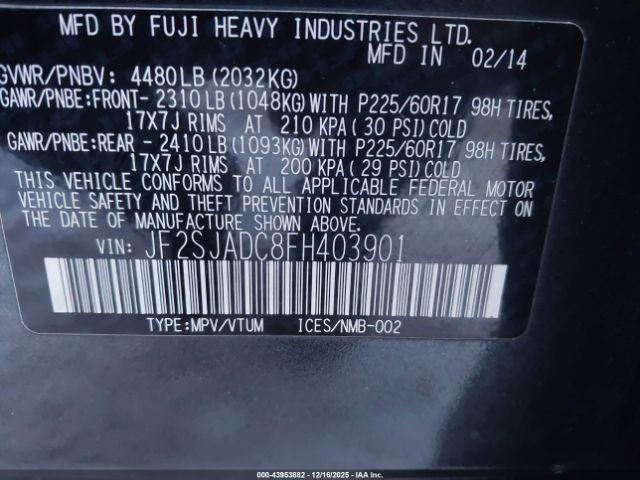 MFD BY FUJI HEAVY INDUSTRIES LTD.
MFD IN 02/14
GVWR/PNBV: 4480LB(2032KG)
GAWR/PNBE:FRONT- 2310LB(1048KG)WITH P225/60R17 98H TIRES,
17X7J RIMS AT 210 KPA( 30 PSI)COLD
GAWR/PNBE:REAR - 2410LB(1093KG)WITH P225/60R17 98H TIRES,
17X7J RIMS AT 200 KPA( 29 PSI)COLD
THIS VEHICLE CONFORMS TO ALL APPLICABLE FEDERAL MOTOR
VEHICLE SAFETY AND THEFT PREVENTION STANDARDS IN EFFECT ON
THE DATE OF MANUFACTURE SHOWN ABOVE.
VIN: JF2SJADC8FH403901
TYPE:MPV/VTUM ICES/NMB-002
000-43953882 - 12/16/2025 - IAA Inc.